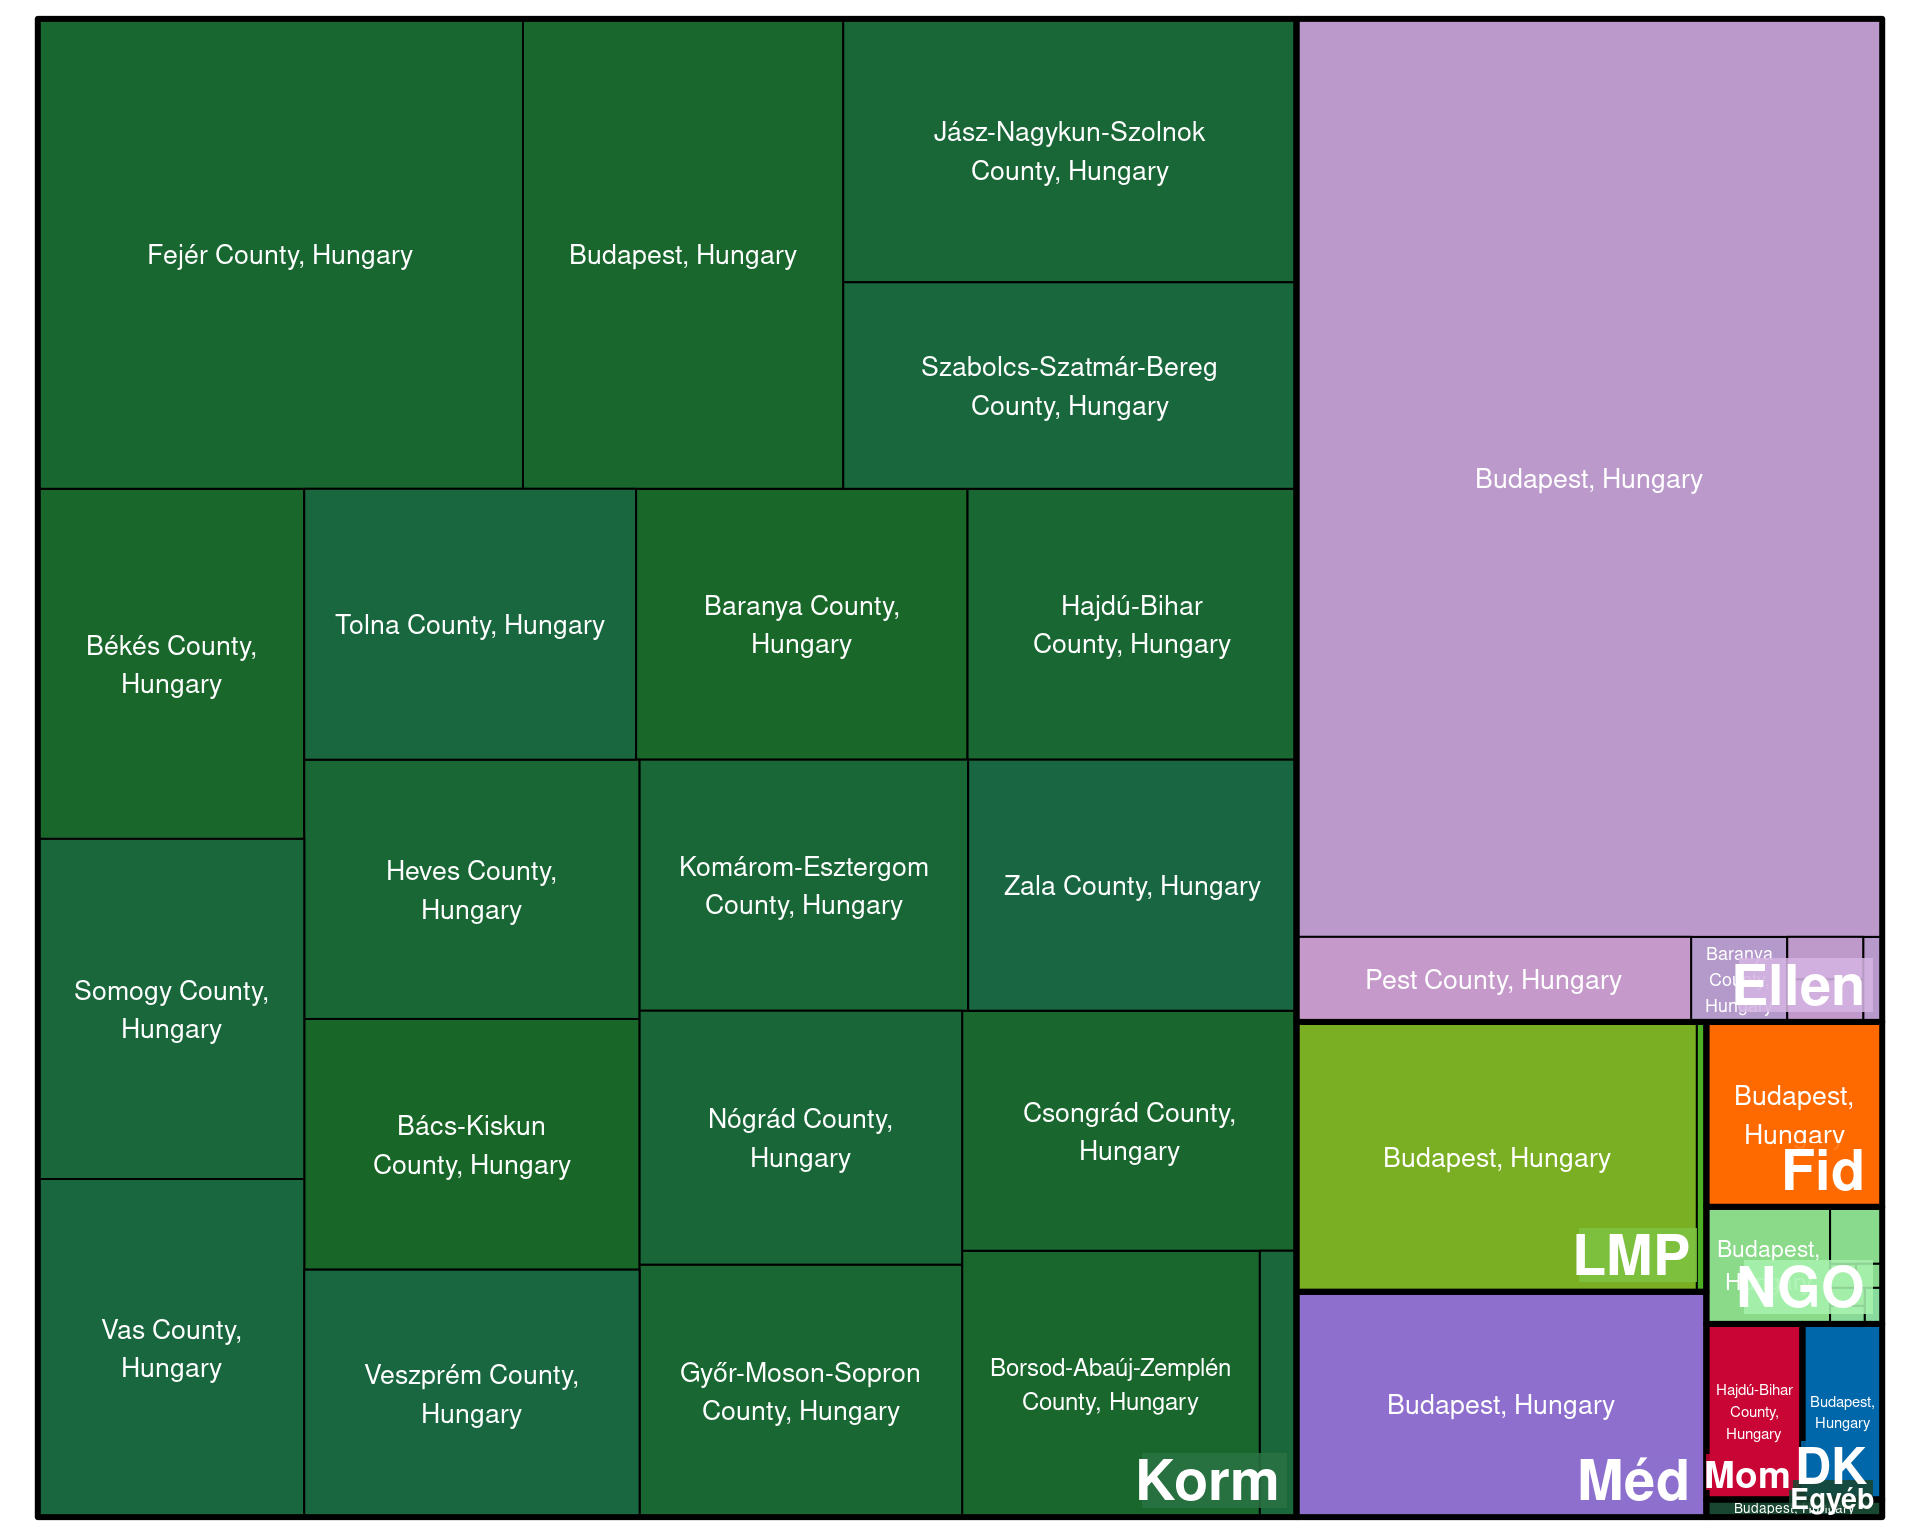 Fejér County, Hungary
Budapest, Hungary
Jász-Nagykun-Szolnok
County, Hungary
Szabolcs-Szatmár-Bereg
County, Hungary
Békés County,
Hungary
Tolna County, Hungary
Baranya County,
Hungary
Hajdú-Bihar
County, Hungary
Somogy County,
Hungary
Heves County,
Hungary
Komárom-Esztergom
County, Hungary
Zala County, Hungary
Vas County,
Hungary
Bács-Kiskun
County, Hungary
Nógrád County,
Hungary
Csongrád County,
Hungary
Veszprém County,
Hungary
Győr-Moson-Sopron
County, Hungary
Borsod-Abaúj-Zemplén
County, Hungary
Korm
Budapest, Hungary
Pest County, Hungary
Baranya
Hungary
Ellen
Budapest, Hungary
LMP
Budapest, Hungary
Méd
Budapest,
Hungary
Fid
Budapest,
NGO
Hajdú-Bihar
County,
Hungary
Mom
Budapest,
Hungary
DK
Budapest, Hungary
Egyéb